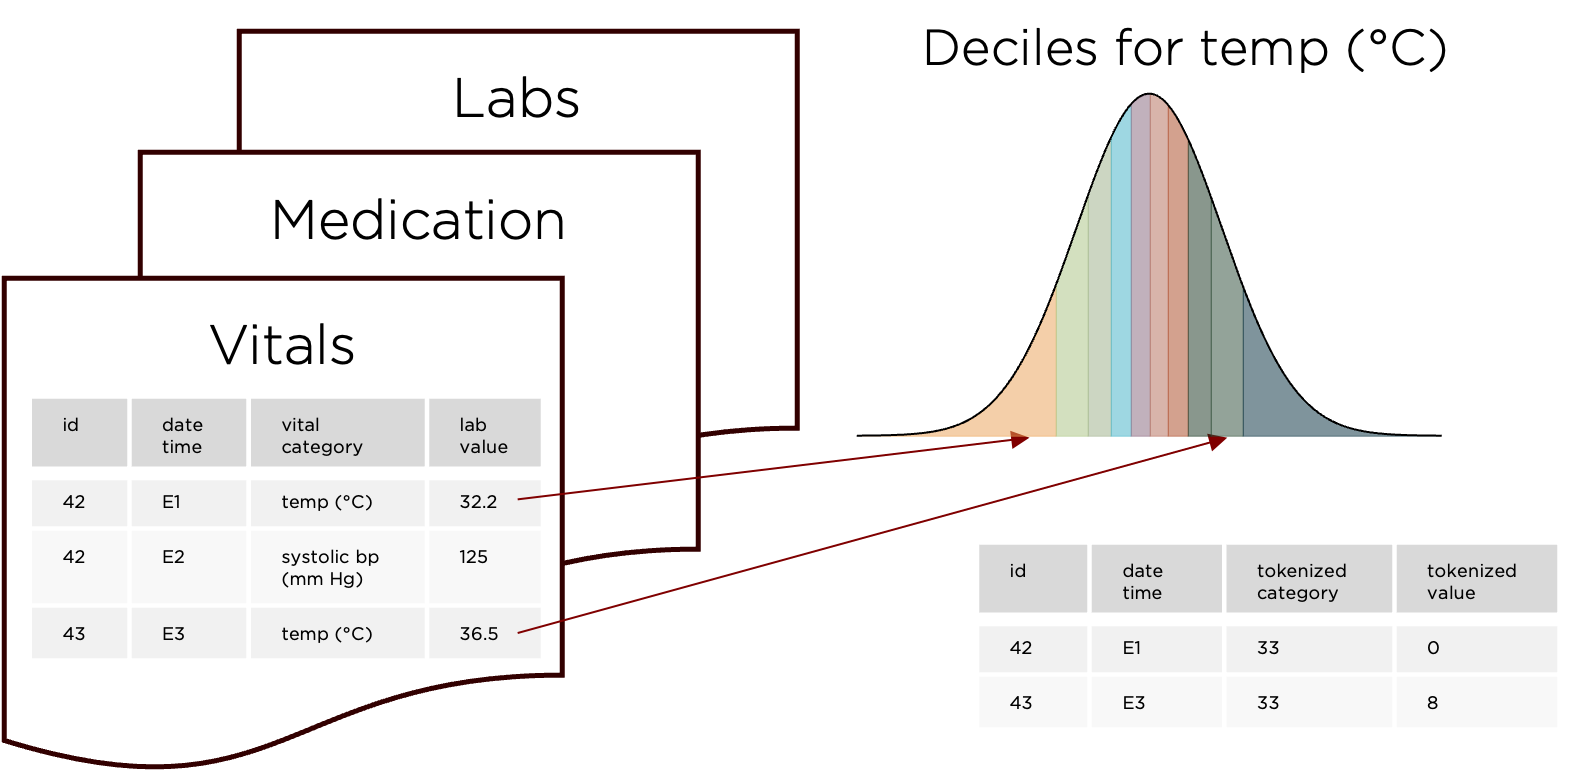 Labs
Medication
Vitals
id date time vital category lab value
42 E1 temp (°C) 32.2
42 E2 systolic bp (mm Hg) 125
43 E3 temp (°C) 36.5
Deciles for temp (°C)
id date time tokenized category tokenized value
42 E1 33 0
43 E3 33 8